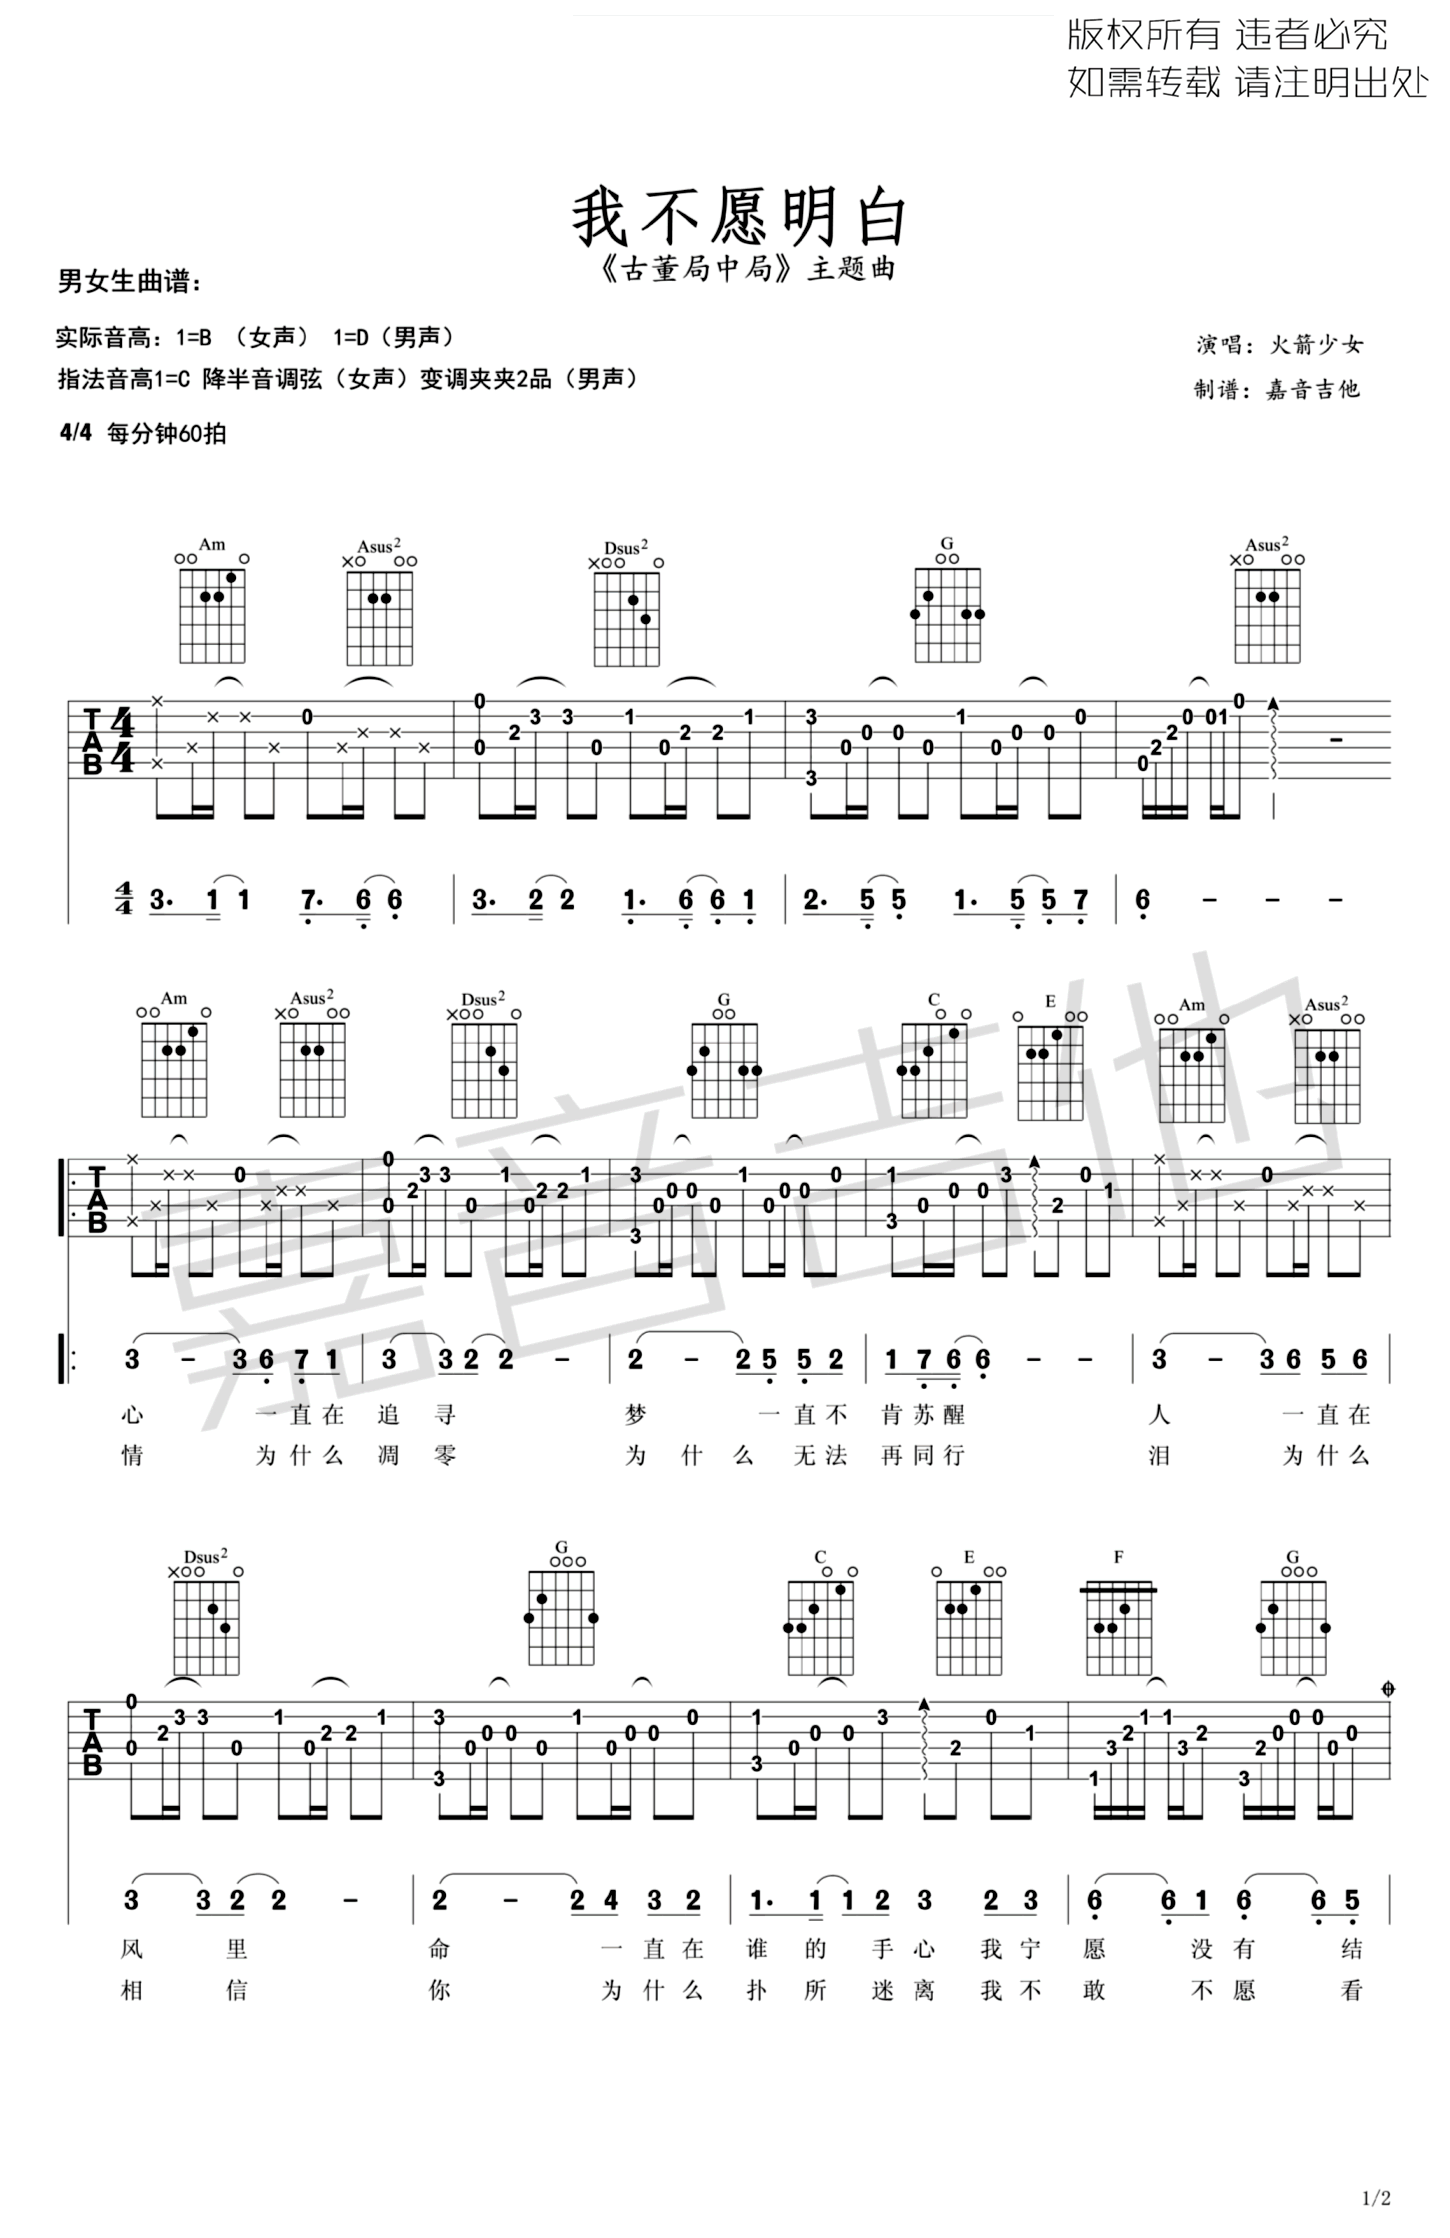 版权所有 违者必究
如需转载 请注明出处
我不愿明白
《古董局中局》主题曲
男女生曲谱：
实际音高：1=B （女声） 1=D（男声）
指法音高1=C 降半音调弦（女声）变调夹夹2品（男声）
演唱：火箭少女
制谱：嘉音吉他
4/4 每分钟60拍
Am Asus2 Dsus2 G Asus2
3. 1 1 7. 6 6 3. 2 2 1. 6 6 1 2. 5 5 1. 5 5 7 6 - - -
Am Asus2 Dsus2 G C E Am Asus2
3 - 3 6 7 1 3 3 2 2 - 2 - 2 5 5 2 1 7 6 6 - - 3 - 3 6 5 6
心 一直在 追寻 梦 一直不 肯苏醒 人 一直在
情 为什么 凋零 为什么 无法 再同行 泪 为什么
嘉音吉他
Dsus2 G C E F G
3 3 2 2 - 2 - 2 4 3 2 1. 1 1 2 3 2 3 6 6 1 6 6 5
风里 命 一直在 谁的手心我宁 愿 没有 结
相信 你 为什么 扑所迷离我不 敢 不愿 看
1/2